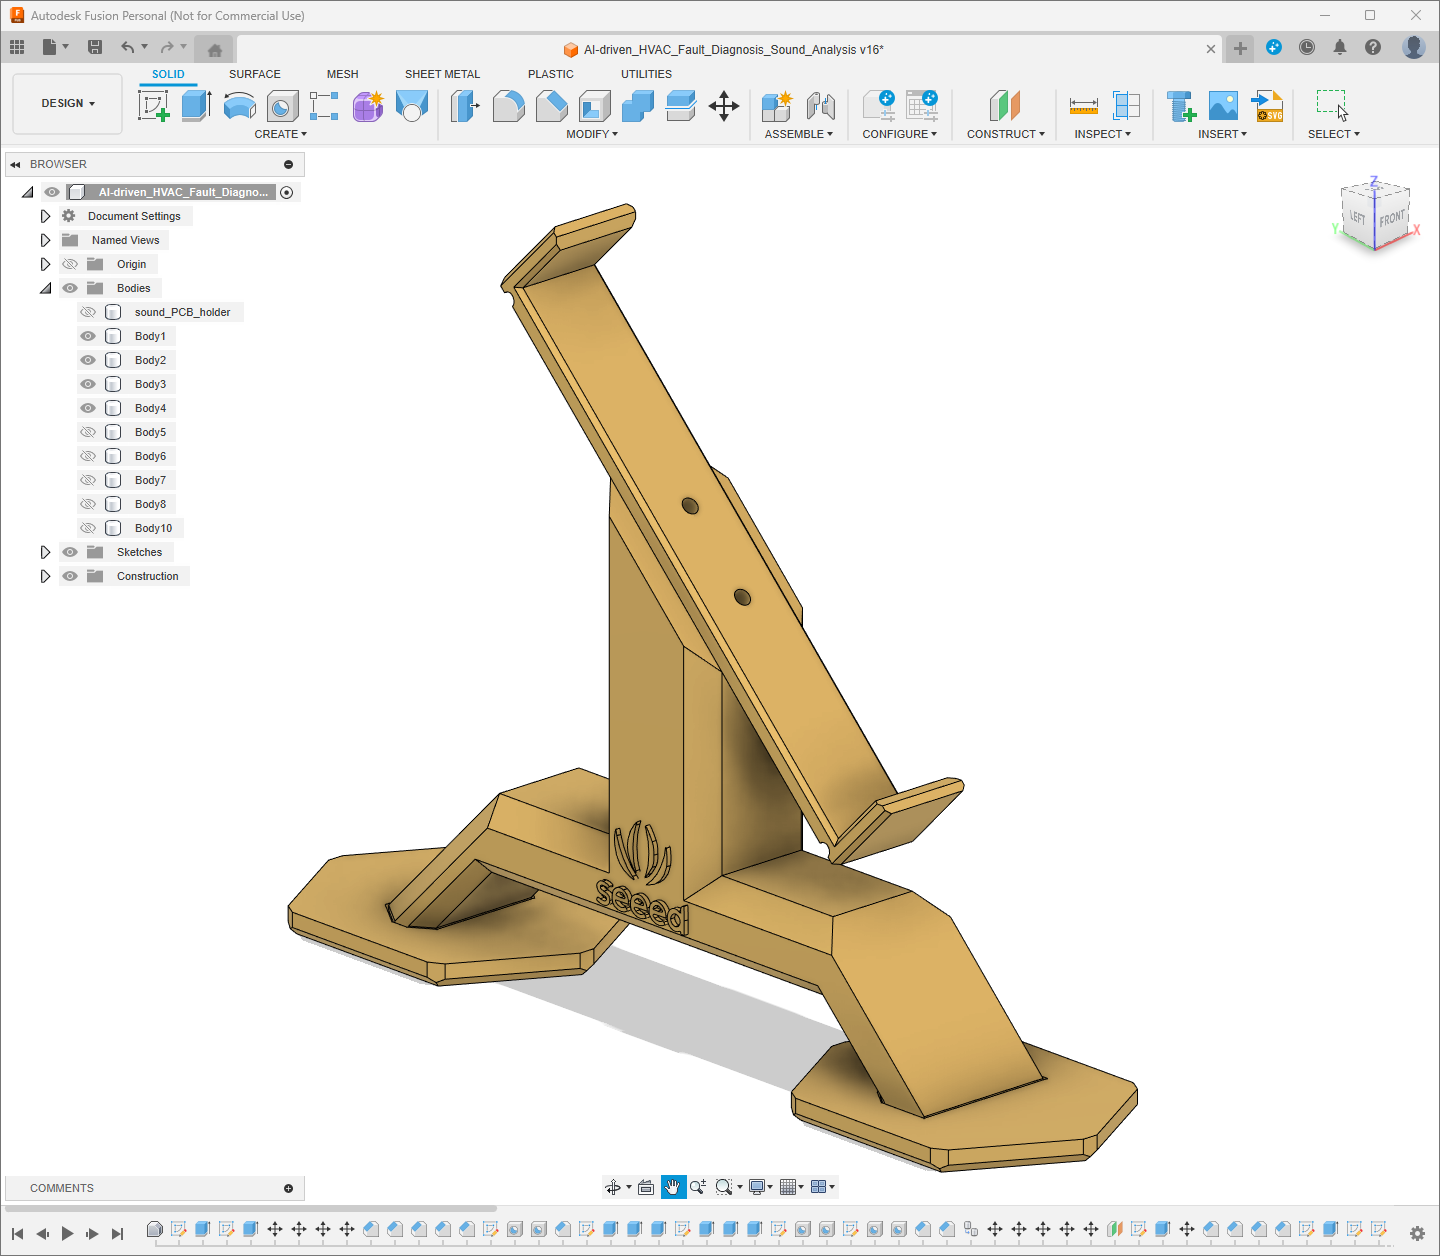 Autodesk Fusion Personal (Not for Commercial Use)
AI-driven_HVAC_Fault_Diagnosis_Sound_Analysis v16*
SOLID SURFACE MESH SHEET METAL PLASTIC UTILITIES
DESIGN
CREATE MODIFY ASSEMBLE CONFIGURE CONSTRUCT INSPECT INSERT SELECT
SVG
BROWSER
AI-driven_HVAC_Fault_Diagno...
Document Settings
Named Views
Origin
Bodies
sound_PCB_holder
Body1
Body2
Body3
Body4
Body5
Body6
Body7
Body8
Body10
Sketches
Construction
Z
LEFT FRONT
Y X
seeed
COMMENTS